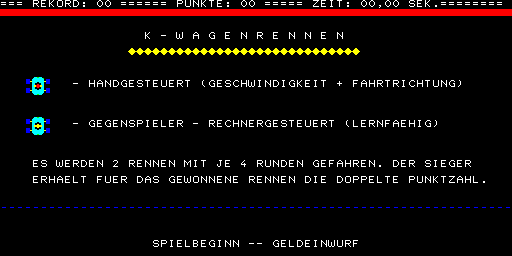 === REKORD: 00 ====== PUNKTE: 00 ===== ZEIT: 00,00 SEK.=======
K-WAGENRENNEN
- HANDGESTEUERT (GESCHWINDIGKEIT + FAHRTRICHTUNG)
- GEGENSPIELER - RECHNERGESTEUERT (LERNFAEHIG)
ES WERDEN 2 RENNEN MIT JE 4 RUNDEN GEFAHREN. DER SIEGER
ERHAELT FUER DAS GEWONNENE RENNEN DIE DOPPELTE PUNKTZAHL.
SPIELBEGINN -- GELDEINWURF